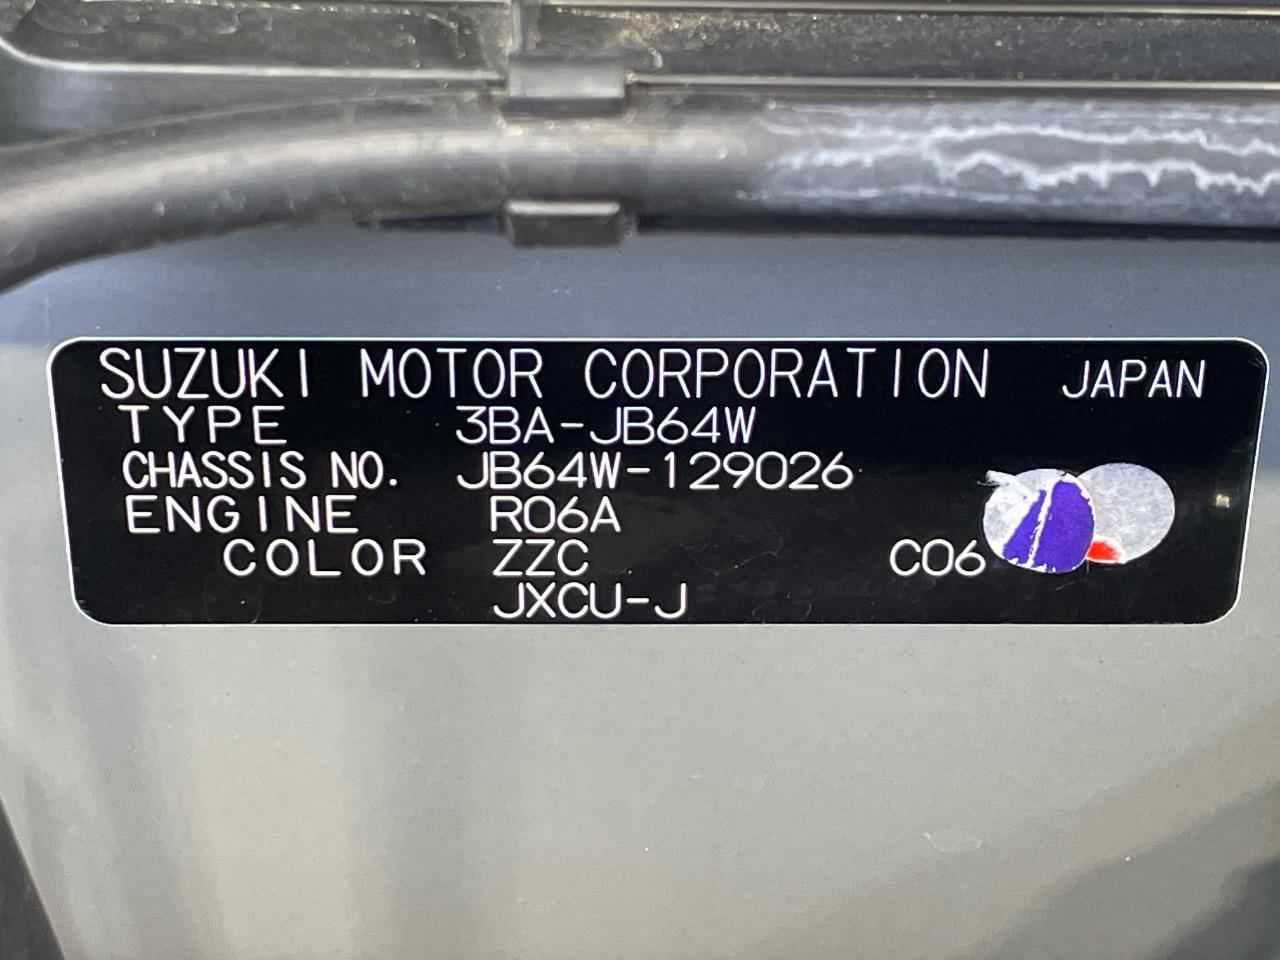 SUZUKI MOTOR CORPORATION JAPAN
TYPE 3BA-JB64W
CHASSIS NO. JB64W-129026
ENGINE R06A
COLOR ZZC C06
JXCU-J